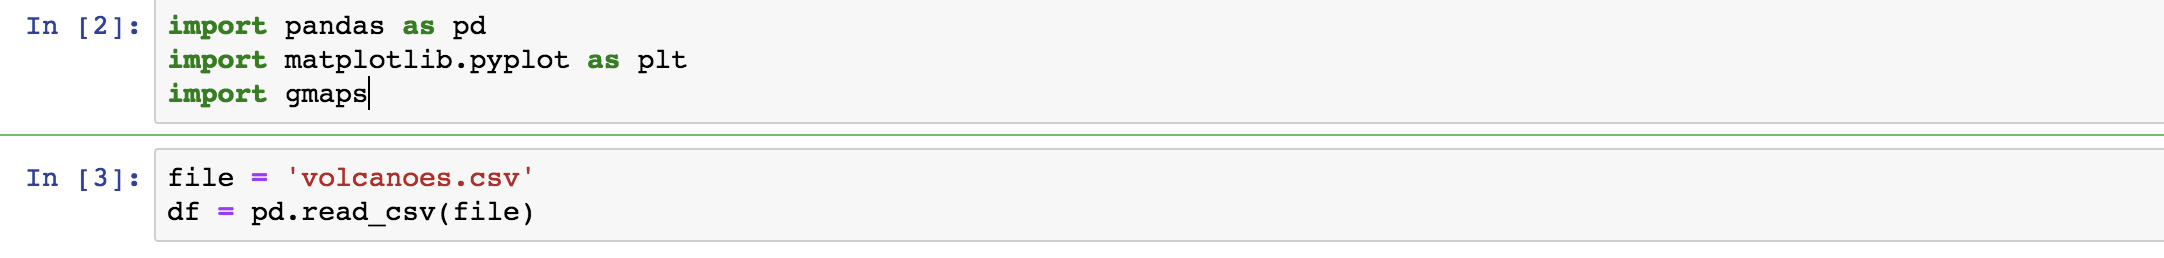 In [2]: import pandas as pd
import matplotlib.pyplot as plt
import gmaps
In [3]: file = 'volcanoes.csv'
df = pd.read_csv(file)